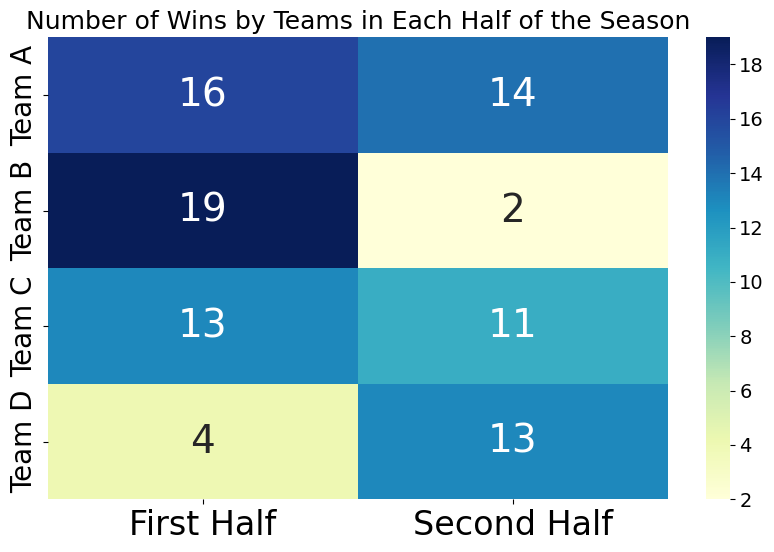 Number of Wins by Teams in Each Half of the Season
Team A
16
14
Team B
19
2
Team C
13
11
Team D
4
13
First Half
Second Half
18
16
14
12
10
8
6
4
2